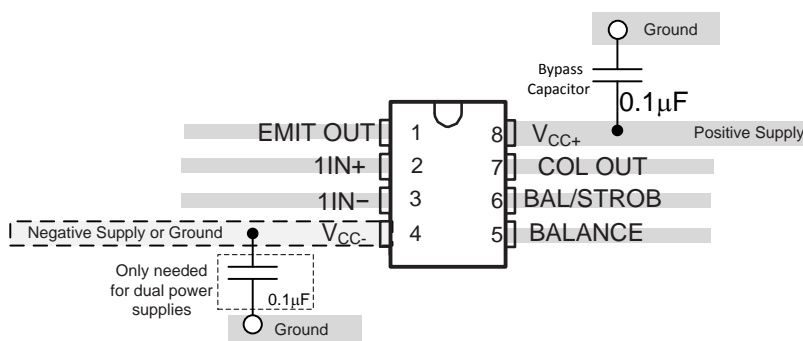 Ground
Bypass
Capacitor
0.1μF
EMIT OUT 1
8 VCC+ Positive Supply
1IN+ 2
7 COL OUT
1IN− 3
6 BAL/STROB
Negative Supply or Ground VCC- 4
5 BALANCE
Only needed
for dual power
supplies
0.1μF
Ground